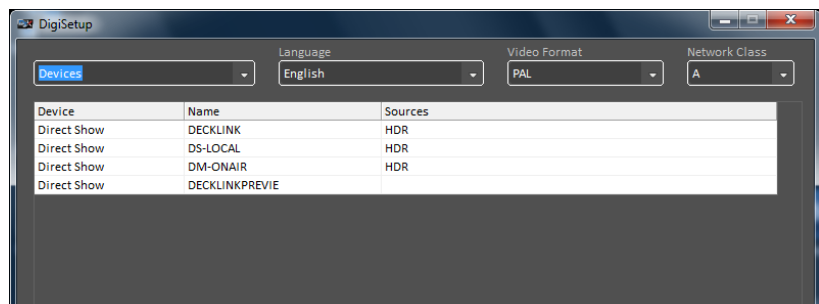 DigiSetup
Language Video Format Network Class
Devices English PAL A
Device Name Sources
Direct Show DECKLINK HDR
Direct Show DS-LOCAL HDR
Direct Show DM-ONAIR HDR
Direct Show DECKLINKPREVIE